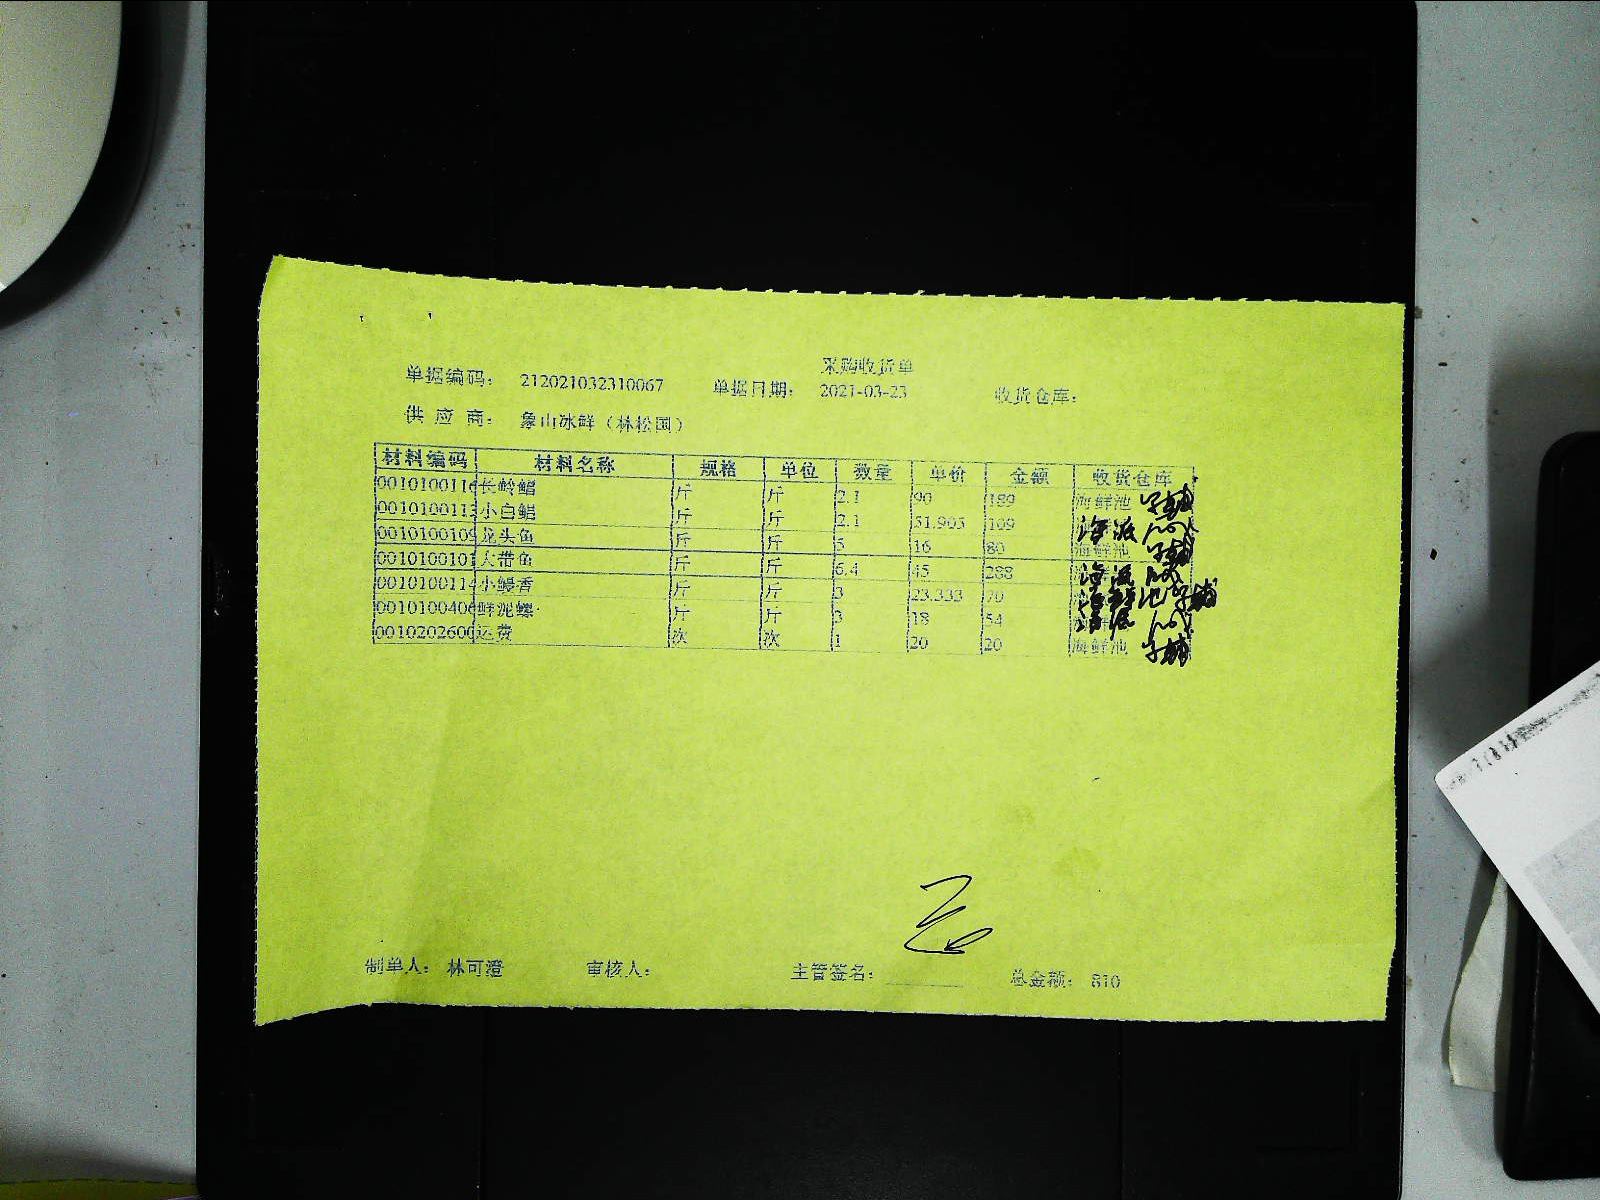 采购收货单
单据编码： 212021032310067 单据日期： 2021-03-23 收货仓库：
供 应 商： 象山冰鲜（林松国）
材料编码 材料名称 规格 单位 数量 单价 金额 收货仓库
0010100116 长岭鲳 斤 斤 2.1 90 189 海鲜池
0010100113 小白鲳 斤 斤 2.1 51.905 109
0010100109 龙头鱼 斤 斤 5 16 80 海鲜池
0010100101 大带鱼 斤 斤 6.4 45 288
0010100114 小鳗香 斤 斤 3 23.333 70
001010040 鲜泥螺 斤 斤 3 18 54
0010202600 运费 次 次 1 20 20 海鲜池
制单人： 林可澄 审核人： 主管签名： 总金额： 810